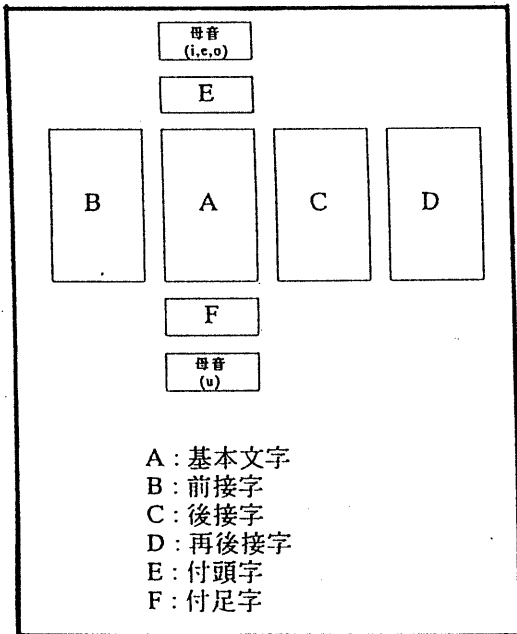 母音
(i,e,o)
E
B A C D
F
母音
(u)
A : 基本文字
B : 前接字
C : 後接字
D : 再後接字
E : 付頭字
F : 付足字